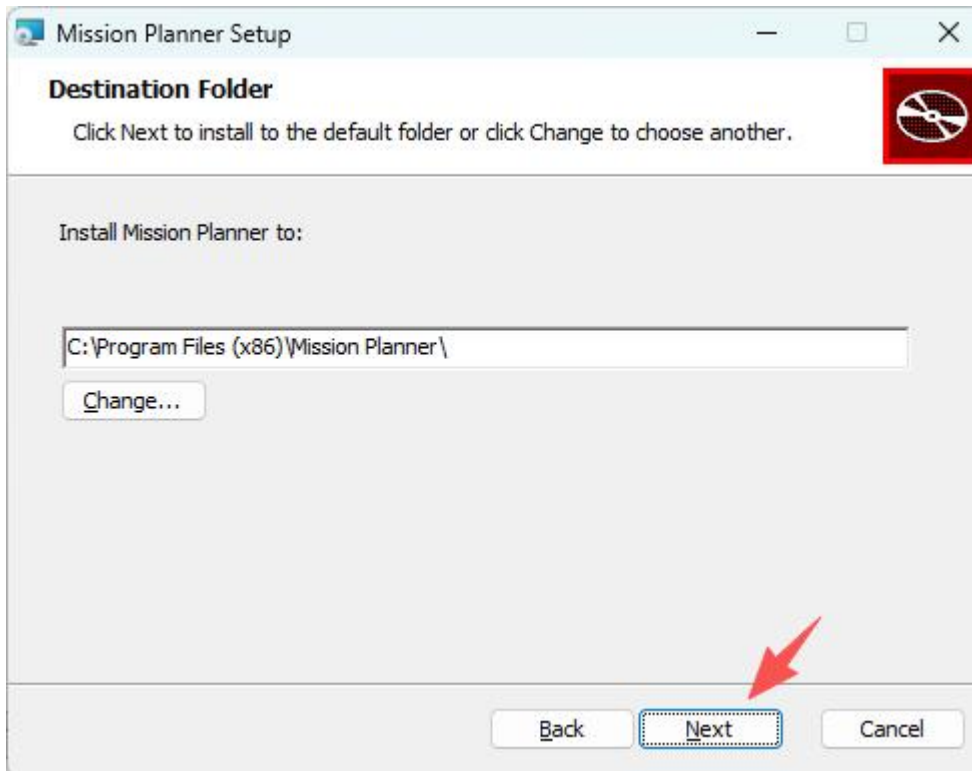 Mission Planner Setup
Destination Folder
Click Next to install to the default folder or click Change to choose another.
Install Mission Planner to:
C:\Program Files (x86)\Mission Planner\
Change...
Back Next Cancel